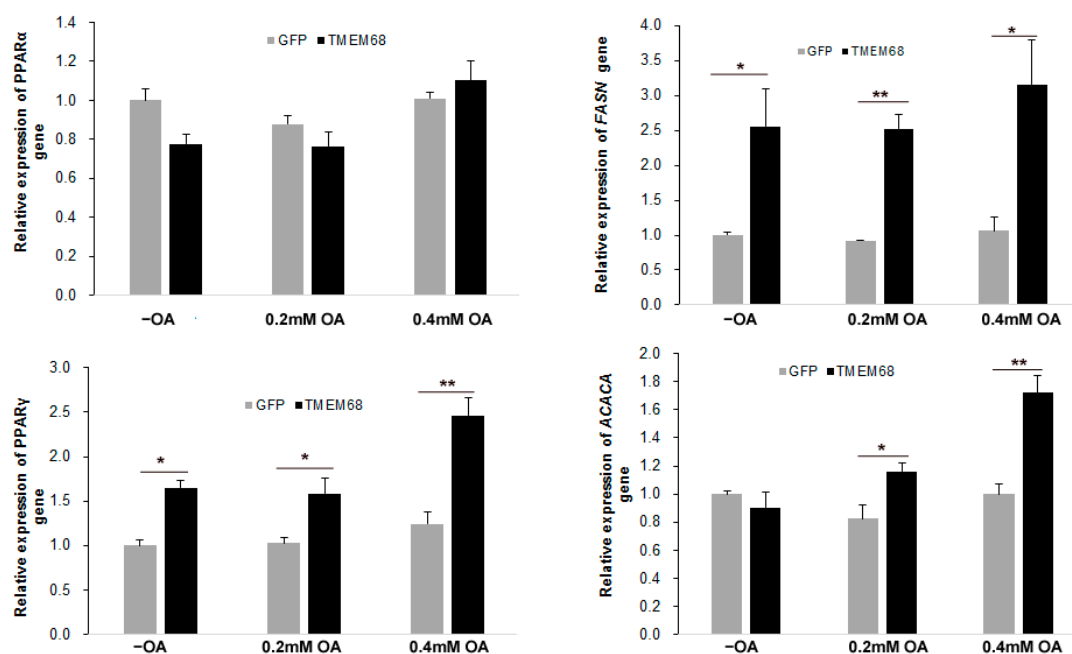 Relative expression of PPARα
gene
1.4
1.2
1.0
0.8
0.6
0.4
0.2
0.0
GFP TMEM68
−OA 0.2mM OA 0.4mM OA
Relative expression of FASN gene
4.0
3.5
3.0
2.5
2.0
1.5
1.0
0.5
0.0
GFP TMEM68
* ** *
−OA 0.2mM OA 0.4mM OA
Relative expression of PPARγ
gene
3.0
2.5
2.0
1.5
1.0
0.5
0.0
GFP TMEM68
* * **
−OA 0.2mM OA 0.4mM OA
Relative expression of ACACA
gene
2.0
1.8
1.6
1.4
1.2
1.0
0.8
0.6
0.4
0.2
0.0
GFP TMEM68
* **
−OA 0.2mM OA 0.4mM OA